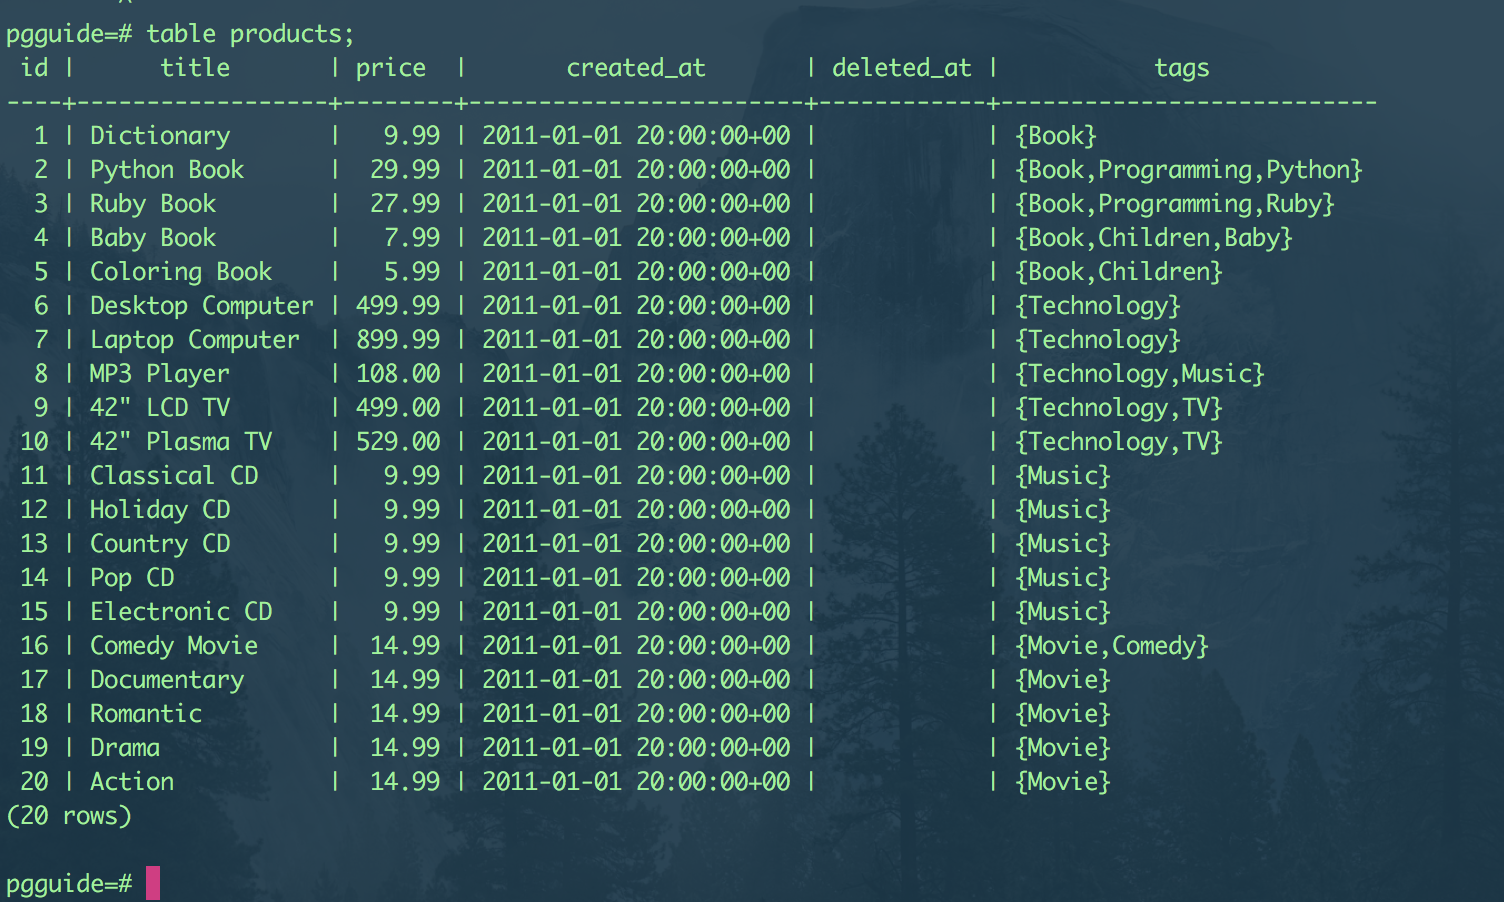 pgguide=# table products;
 id |      title       | price  |       created_at       | deleted_at |           tags
----+------------------+--------+------------------------+------------+---------------------------
  1 | Dictionary       |   9.99 | 2011-01-01 20:00:00+00 |            | {Book}
  2 | Python Book      |  29.99 | 2011-01-01 20:00:00+00 |            | {Book,Programming,Python}
  3 | Ruby Book        |  27.99 | 2011-01-01 20:00:00+00 |            | {Book,Programming,Ruby}
  4 | Baby Book        |   7.99 | 2011-01-01 20:00:00+00 |            | {Book,Children,Baby}
  5 | Coloring Book    |   5.99 | 2011-01-01 20:00:00+00 |            | {Book,Children}
  6 | Desktop Computer | 499.99 | 2011-01-01 20:00:00+00 |            | {Technology}
  7 | Laptop Computer  | 899.99 | 2011-01-01 20:00:00+00 |            | {Technology}
  8 | MP3 Player       | 108.00 | 2011-01-01 20:00:00+00 |            | {Technology,Music}
  9 | 42" LCD TV       | 499.00 | 2011-01-01 20:00:00+00 |            | {Technology,TV}
 10 | 42" Plasma TV    | 529.00 | 2011-01-01 20:00:00+00 |            | {Technology,TV}
 11 | Classical CD     |   9.99 | 2011-01-01 20:00:00+00 |            | {Music}
 12 | Holiday CD       |   9.99 | 2011-01-01 20:00:00+00 |            | {Music}
 13 | Country CD       |   9.99 | 2011-01-01 20:00:00+00 |            | {Music}
 14 | Pop CD           |   9.99 | 2011-01-01 20:00:00+00 |            | {Music}
 15 | Electronic CD    |   9.99 | 2011-01-01 20:00:00+00 |            | {Music}
 16 | Comedy Movie     |  14.99 | 2011-01-01 20:00:00+00 |            | {Movie,Comedy}
 17 | Documentary      |  14.99 | 2011-01-01 20:00:00+00 |            | {Movie}
 18 | Romantic         |  14.99 | 2011-01-01 20:00:00+00 |            | {Movie}
 19 | Drama            |  14.99 | 2011-01-01 20:00:00+00 |            | {Movie}
 20 | Action           |  14.99 | 2011-01-01 20:00:00+00 |            | {Movie}
(20 rows)
pgguide=#